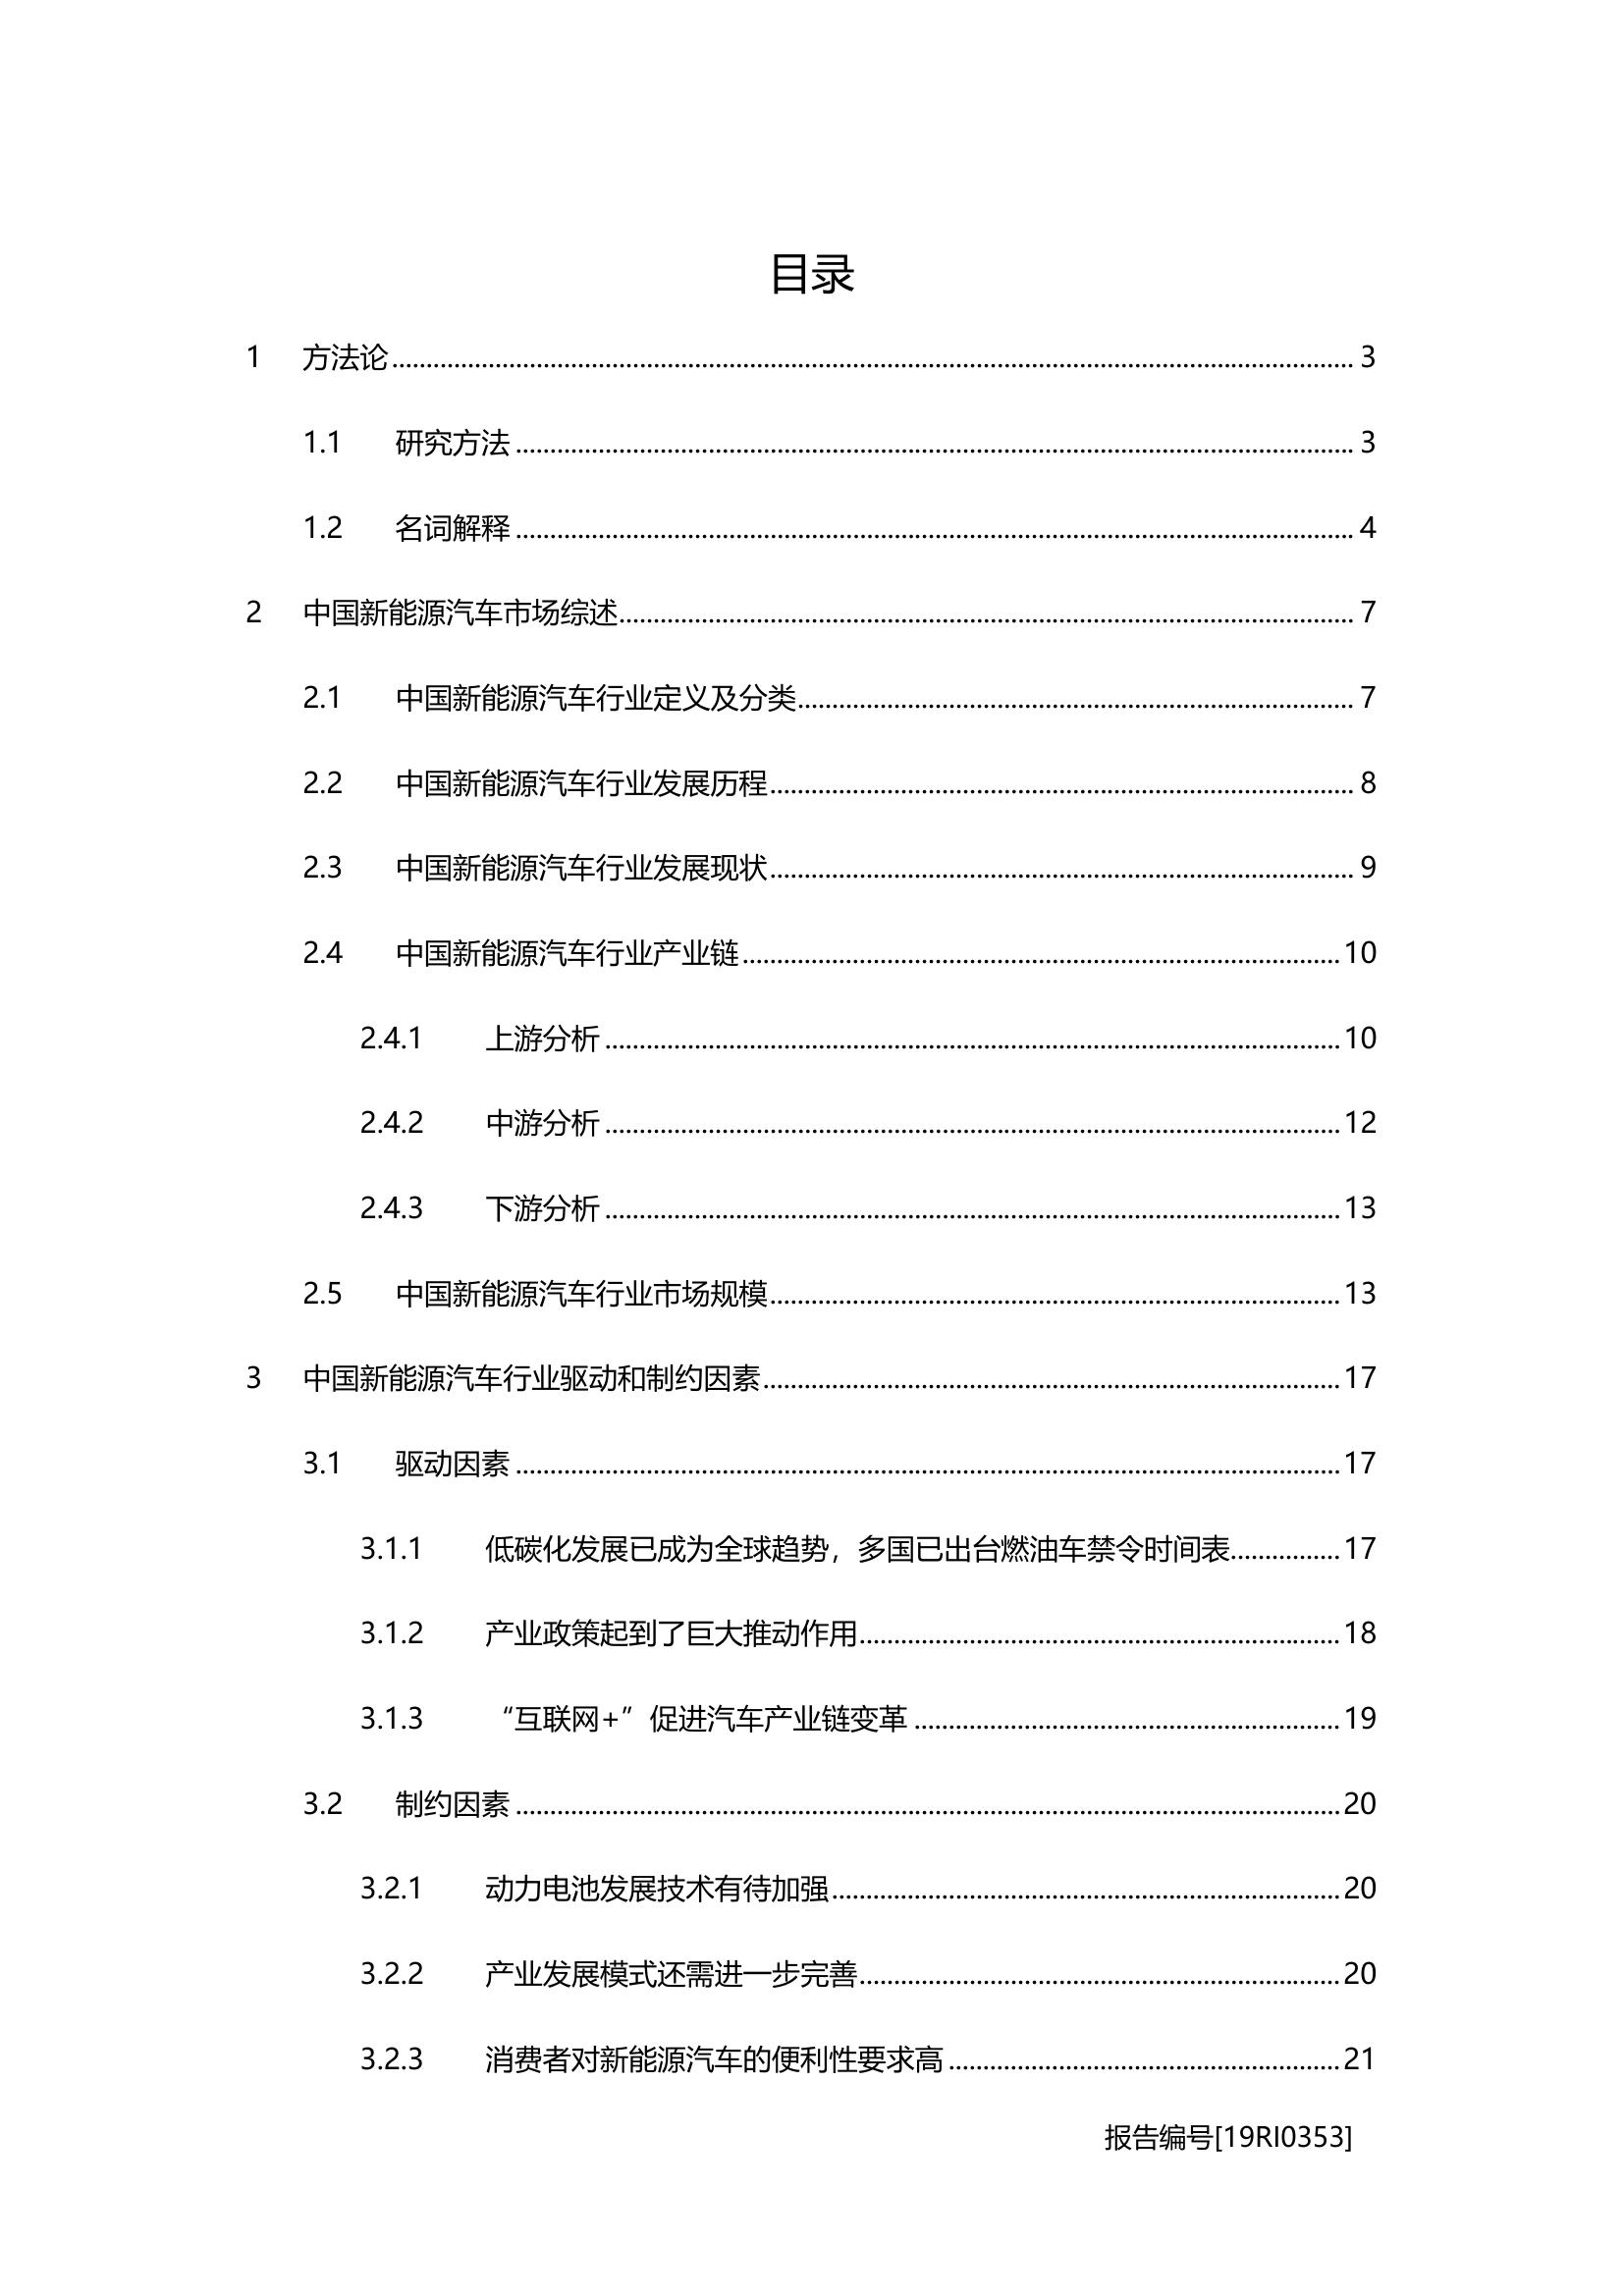 目录
1 方法论 3
1.1 研究方法 3
1.2 名词解释 4
2 中国新能源汽车市场综述 7
2.1 中国新能源汽车行业定义及分类 7
2.2 中国新能源汽车行业发展历程 8
2.3 中国新能源汽车行业发展现状 9
2.4 中国新能源汽车行业产业链 10
2.4.1 上游分析 10
2.4.2 中游分析 12
2.4.3 下游分析 13
2.5 中国新能源汽车行业市场规模 13
3 中国新能源汽车行业驱动和制约因素 17
3.1 驱动因素 17
3.1.1 低碳化发展已成为全球趋势，多国已出台燃油车禁令时间表 17
3.1.2 产业政策起到了巨大推动作用 18
3.1.3 “互联网+”促进汽车产业链变革 19
3.2 制约因素 20
3.2.1 动力电池发展技术有待加强 20
3.2.2 产业发展模式还需进一步完善 20
3.2.3 消费者对新能源汽车的便利性要求高 21
报告编号[19RI0353]